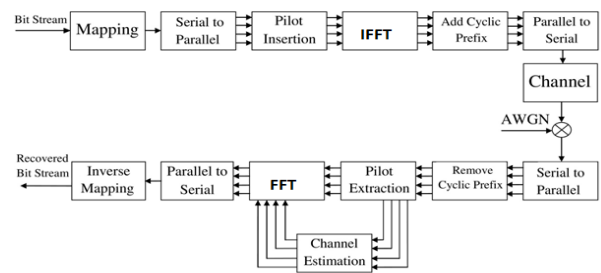 Bit Stream
Mapping
Serial to
Parallel
Pilot
Insertion
IFFT
Add Cyclic
Prefix
Parallel to
Serial
Channel
AWGN
Recovered
Bit Stream
Inverse
Mapping
Parallel to
Serial
FFT
Pilot
Extraction
Remove
Cyclic Prefix
Serial to
Parallel
Channel
Estimation